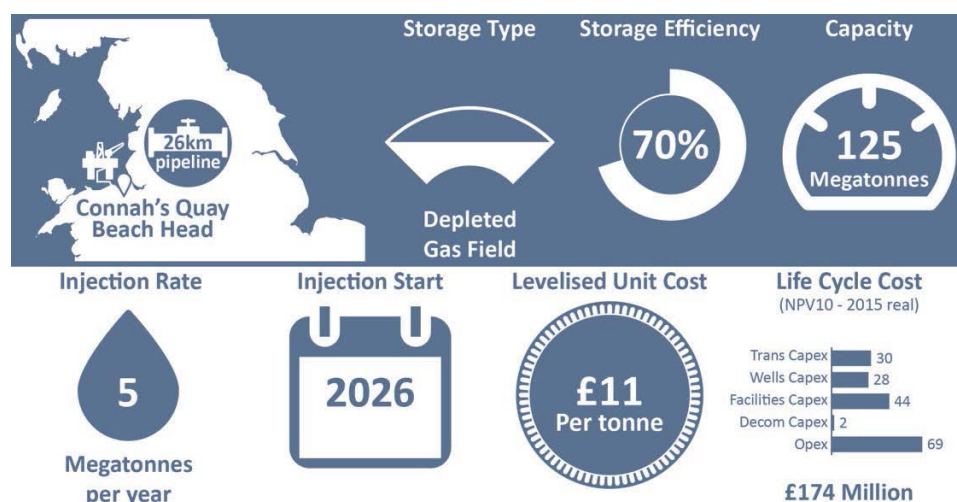 Storage Type
Storage Efficiency
Capacity
26km
pipeline
Connah's Quay
Beach Head
Depleted
Gas Field
70%
125
Megatonnes
Injection Rate
5
Megatonnes
per year
Injection Start
2026
Levelised Unit Cost
£11
Per tonne
Life Cycle Cost
(NPV10 - 2015 real)
Trans Capex 30
Wells Capex 28
Facilities Capex 44
Decom Capex 2
Opex 69
£174 Million